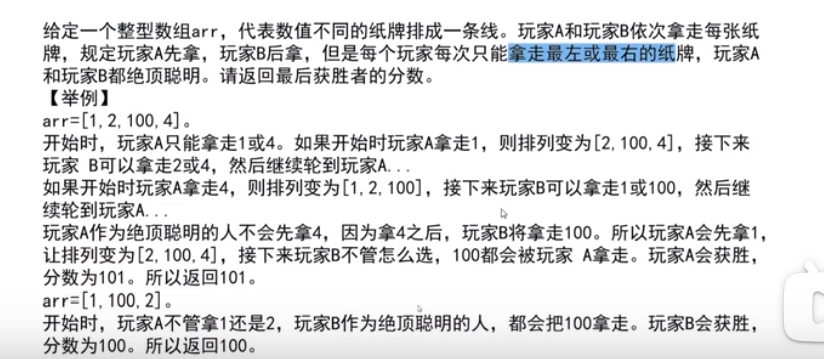 给定一个整型数组arr，代表数值不同的纸牌排成一条线。玩家A和玩家B依次拿走每张纸
牌，规定玩家A先拿，玩家B后拿，但是每个玩家每次只能拿走最左或最右的纸牌，玩家A
和玩家B都绝顶聪明。请返回最后获胜者的分数。
【举例】
arr=[1,2,100,4]。
开始时，玩家A只能拿走1或4。如果开始时玩家A拿走1，则排列变为[2,100,4]，接下来
玩家 B可以拿走2或4，然后继续轮到玩家A...
如果开始时玩家A拿走4，则排列变为[1,2,100]，接下来玩家B可以拿走1或100，然后继
续轮到玩家A...
玩家A作为绝顶聪明的人不会先拿4，因为拿4之后，玩家B将拿走100。所以玩家A会先拿1，
让排列变为[2,100,4]，接下来玩家B不管怎么选，100都会被玩家 A拿走。玩家A会获胜，
分数为101。所以返回101。
arr=[1,100,2]。
开始时，玩家A不管拿1还是2，玩家B作为绝顶聪明的人，都会把100拿走。玩家B会获胜，
分数为100。所以返回100。